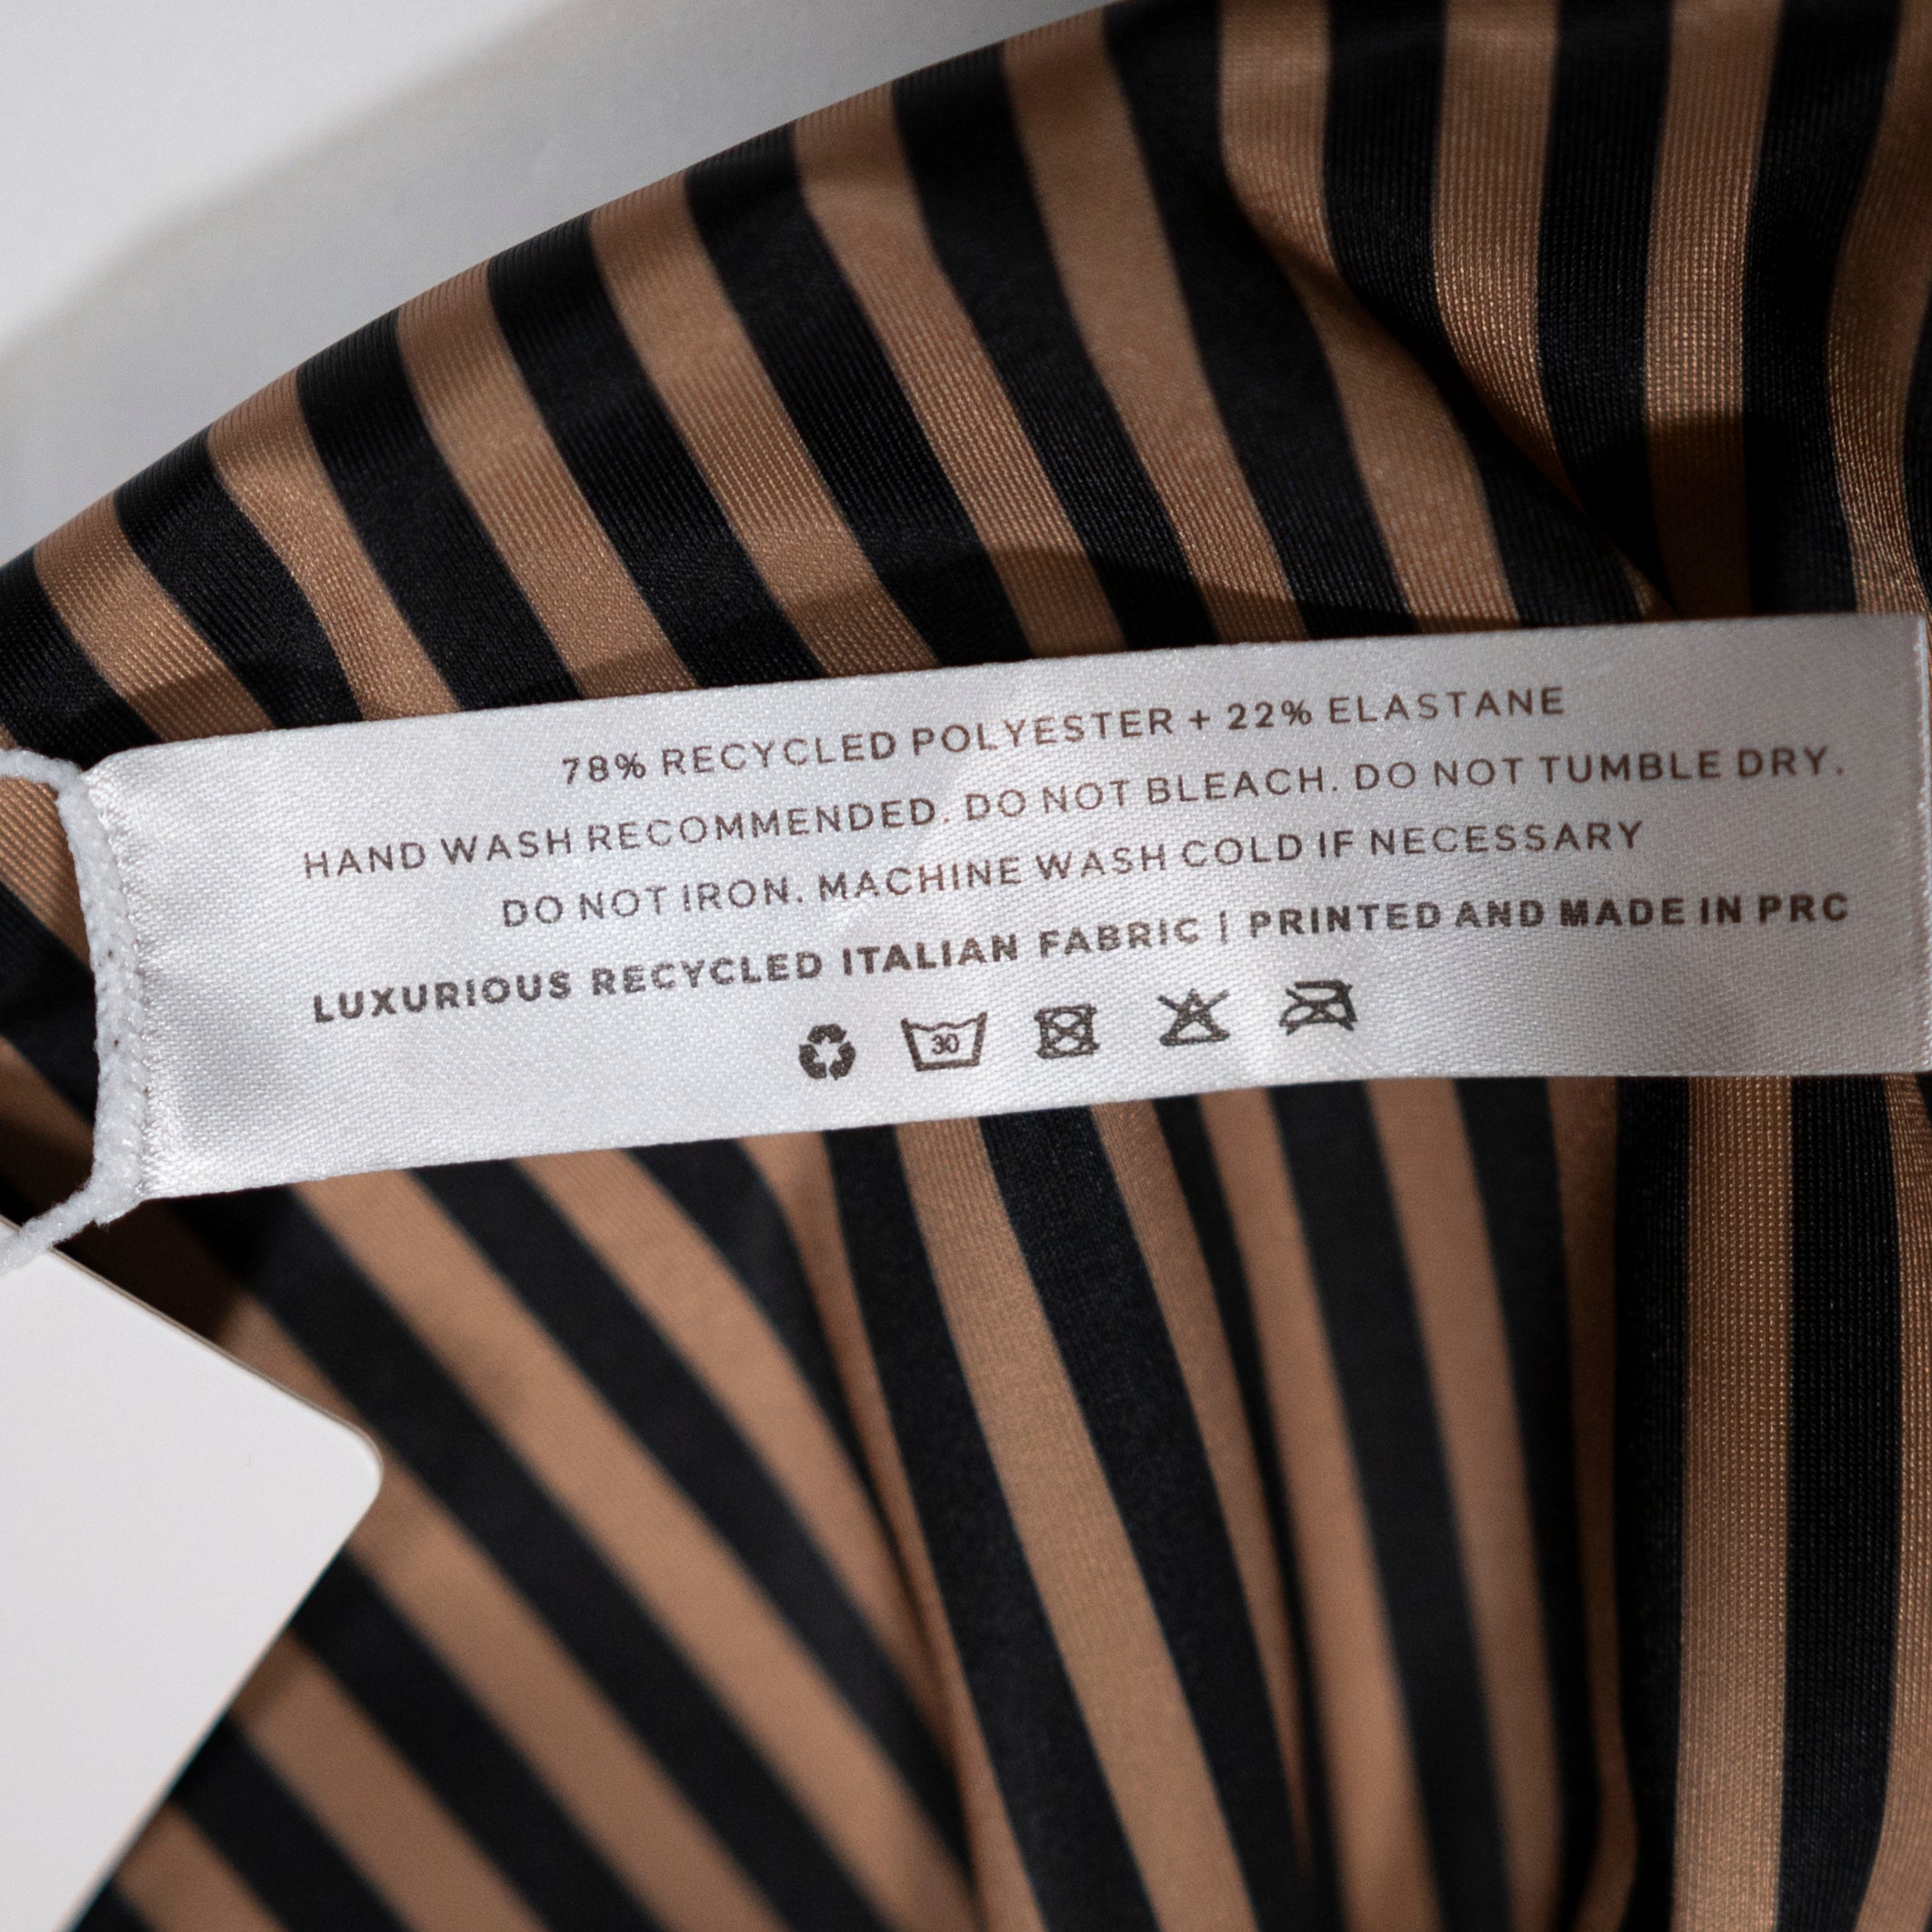 78% RECYCLED POLYESTER + 22% ELASTANE
HAND WASH RECOMMENDED. DO NOT BLEACH. DO NOT TUMBLE DRY.
DO NOT IRON. MACHINE WASH COLD IF NECESSARY
LUXURIOUS RECYCLED ITALIAN FABRIC | PRINTED AND MADE IN PRC
30